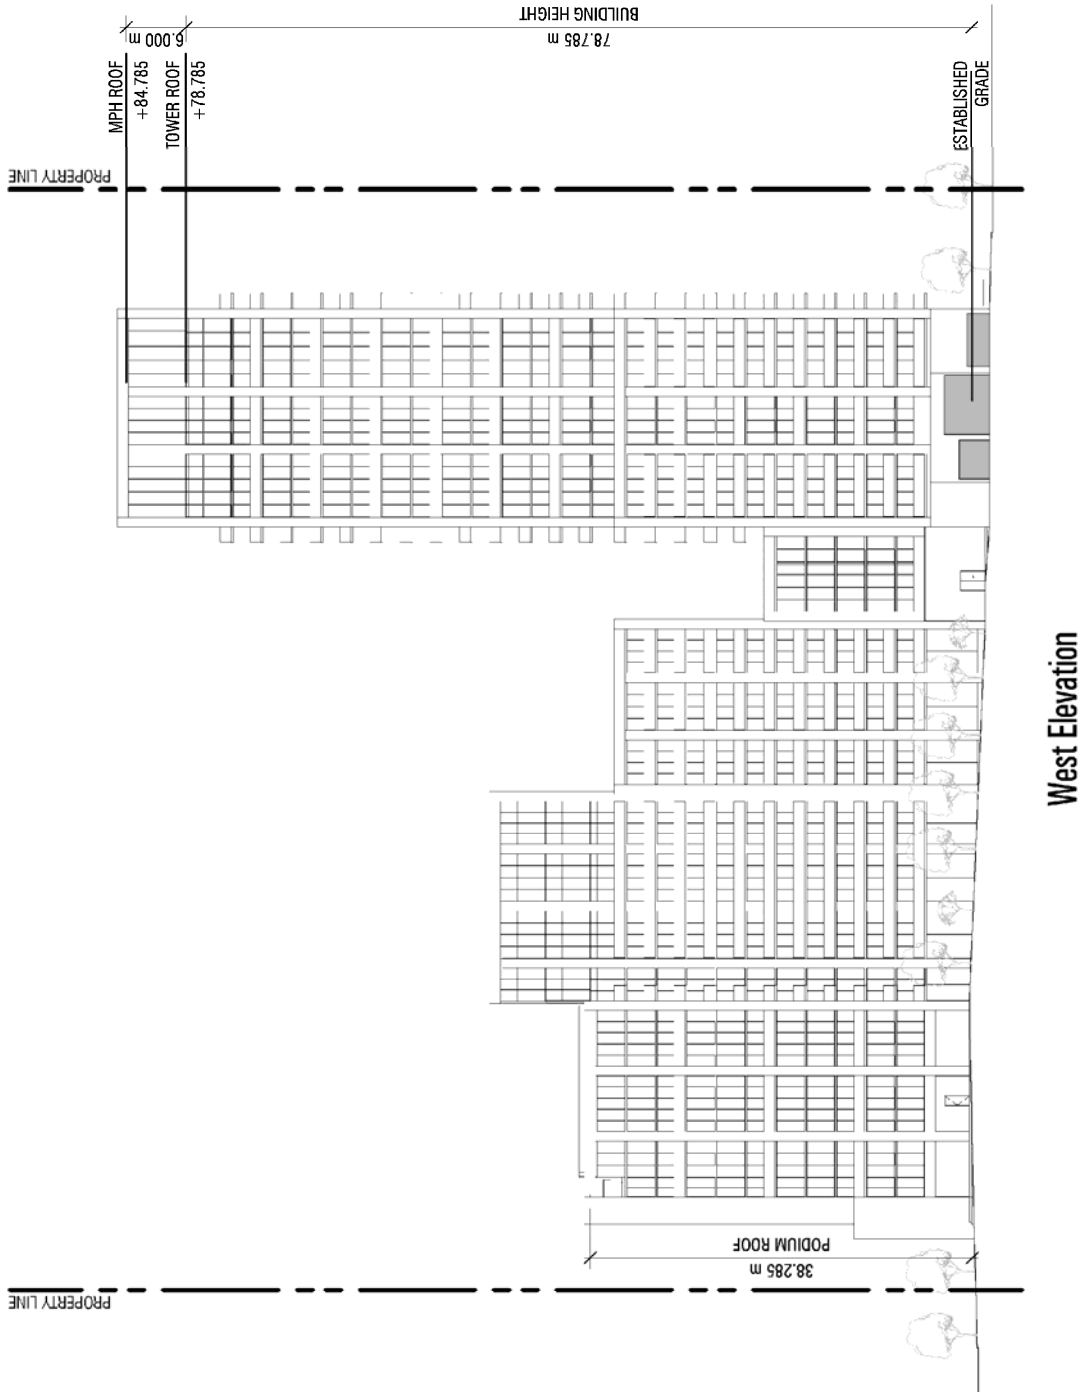 BUILDING HEIGHT
78.785 m
6.000 m
MPH ROOF
+84.785
TOWER ROOF
+78.785
ESTABLISHED
GRADE
PROPERTY LINE
PODIUM ROOF
38.285 m
PROPERTY LINE
West Elevation